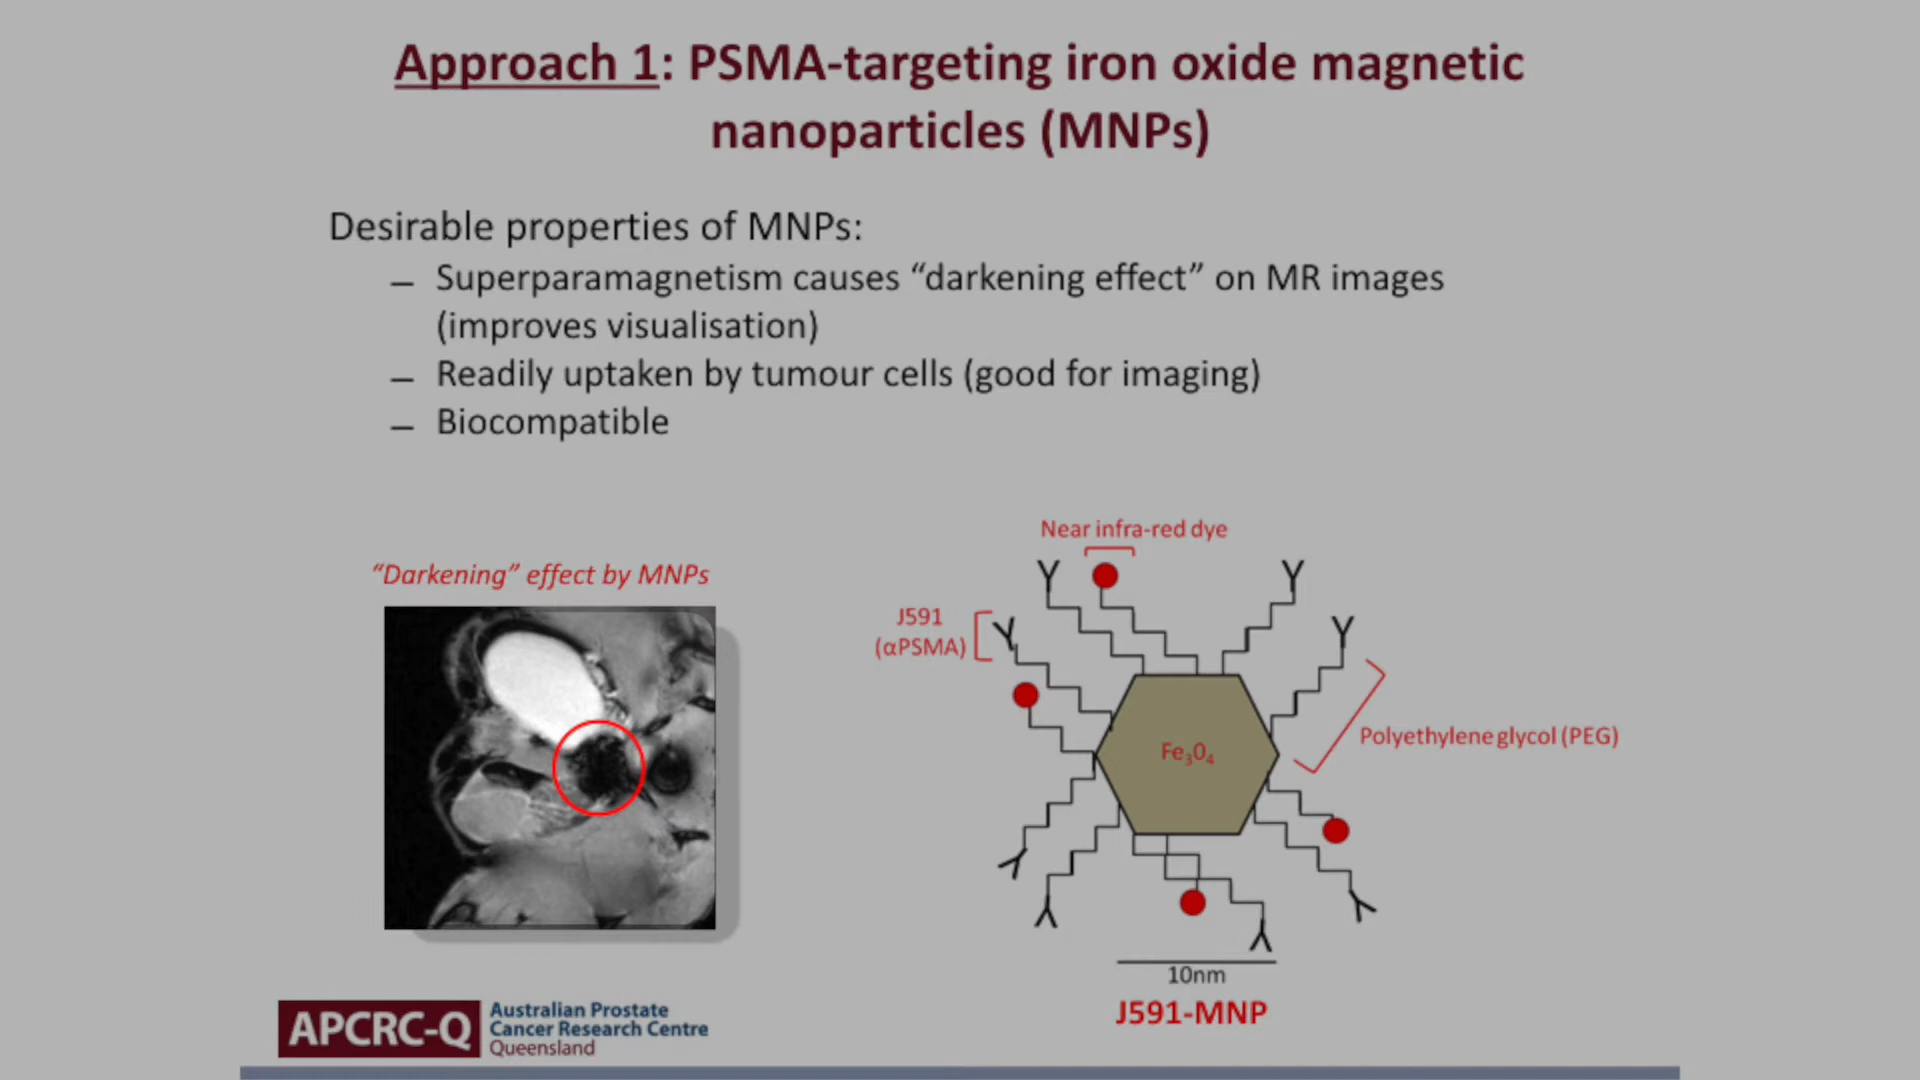 Approach 1: PSMA-targeting iron oxide magnetic
nanoparticles (MNPs)
Desirable properties of MNPs:
– Superparamagnetism causes “darkening effect” on MR images
(improves visualisation)
– Readily uptaken by tumour cells (good for imaging)
– Biocompatible
“Darkening” effect by MNPs
Near infra-red dye
J591
(αPSMA)
Fe₃0₄
Polyethylene glycol (PEG)
10nm
J591-MNP
APCRC-Q
Australian Prostate
Cancer Research Centre
Queensland